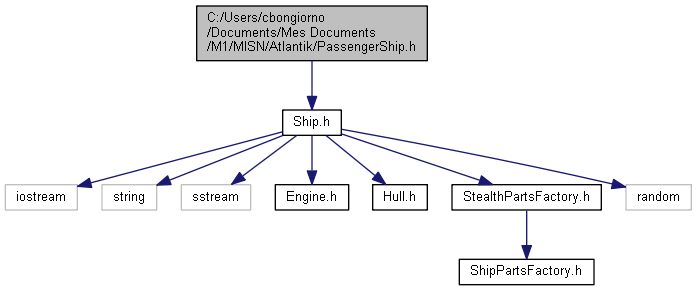 C:/Users/cbongiorno
/Documents/Mes Documents
/M1/MISN/Atlantik/PassengerShip.h
Ship.h
iostream
string
sstream
Engine.h
Hull.h
StealthPartsFactory.h
random
ShipPartsFactory.h